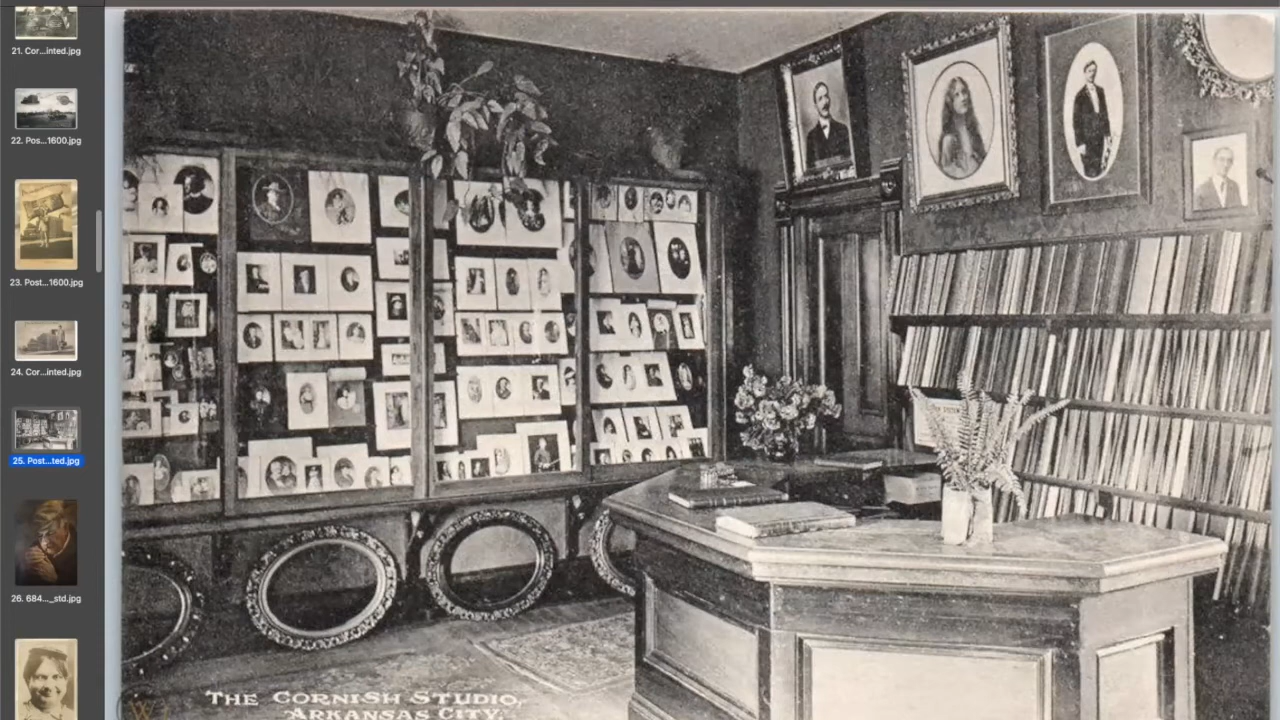 21. Cor...inted.jpg
22. Pos...1600.jpg
23. Post...1600.jpg
24. Cor...inted.jpg
25. Post...ted.jpg
26. 684..._std.jpg
THE CORNISH STUDIO,
ARKANSAS CITY.